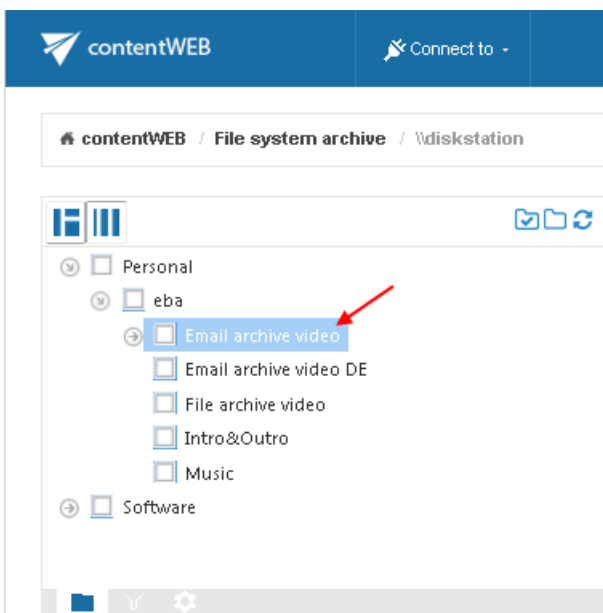 contentWEB
Connect to
contentWEB / File system archive / \\diskstation
Personal
eba
Email archive video
Email archive video DE
File archive video
Intro&Outro
Music
Software